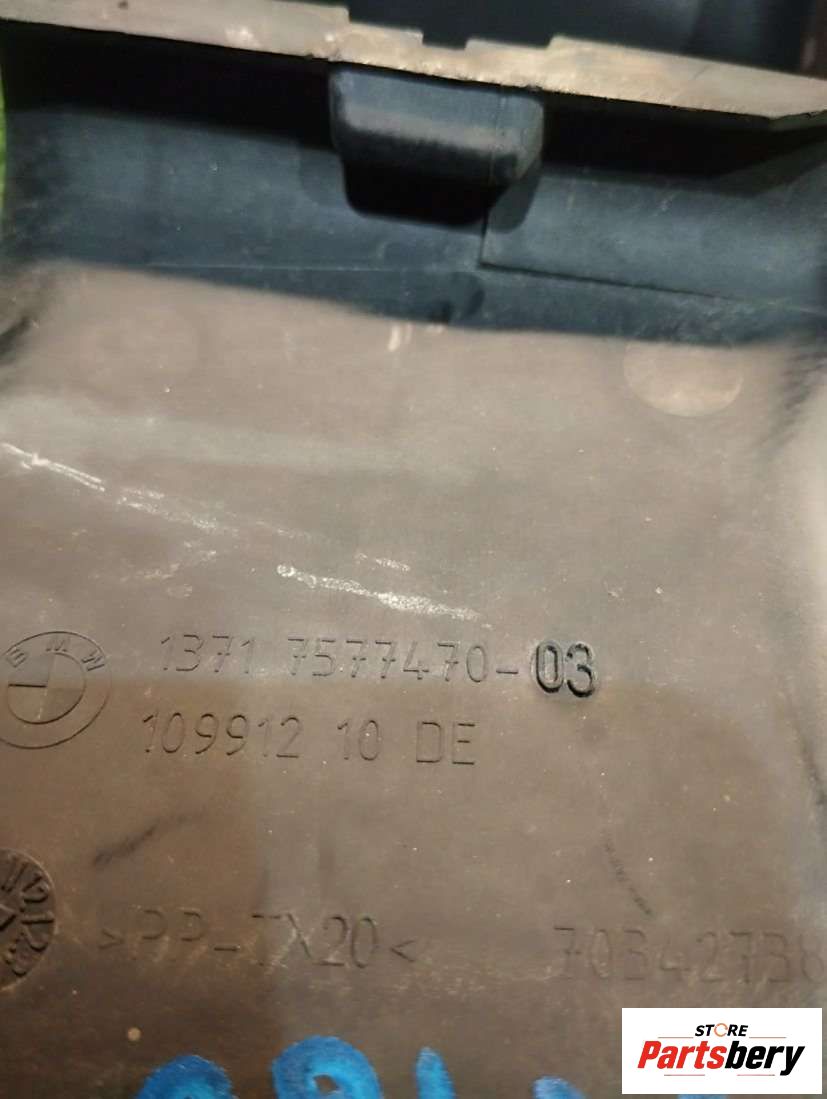 BMW
1371 7577470-03
109912 10 DE
>PP-TX20<
STORE
Partsbery